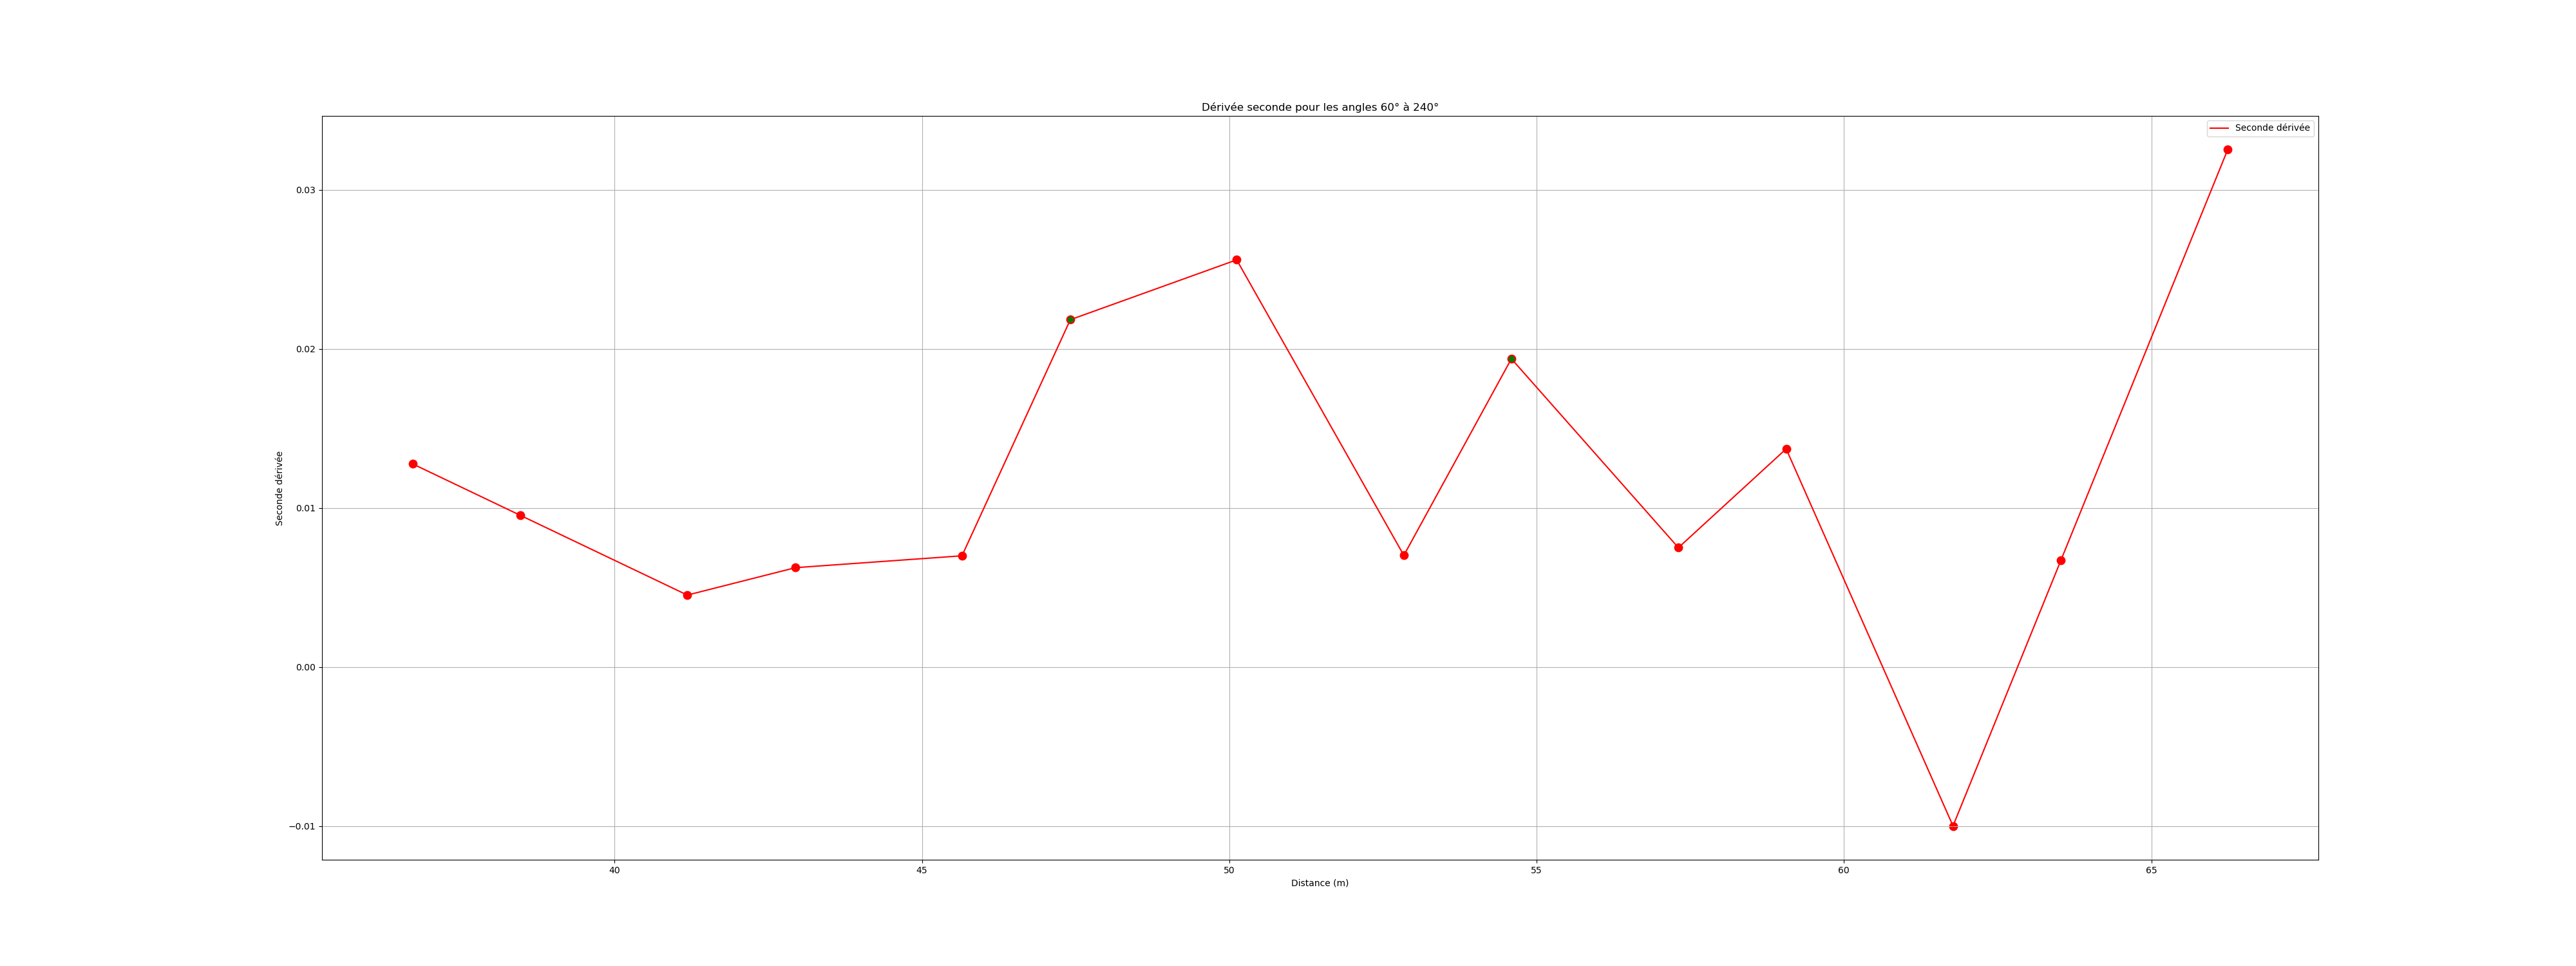 Dérivée seconde pour les angles 60° à 240°
Seconde dérivée
0.03
0.02
0.01
0.00
−0.01
Seconde dérivée
40
45
50
55
60
65
Distance (m)